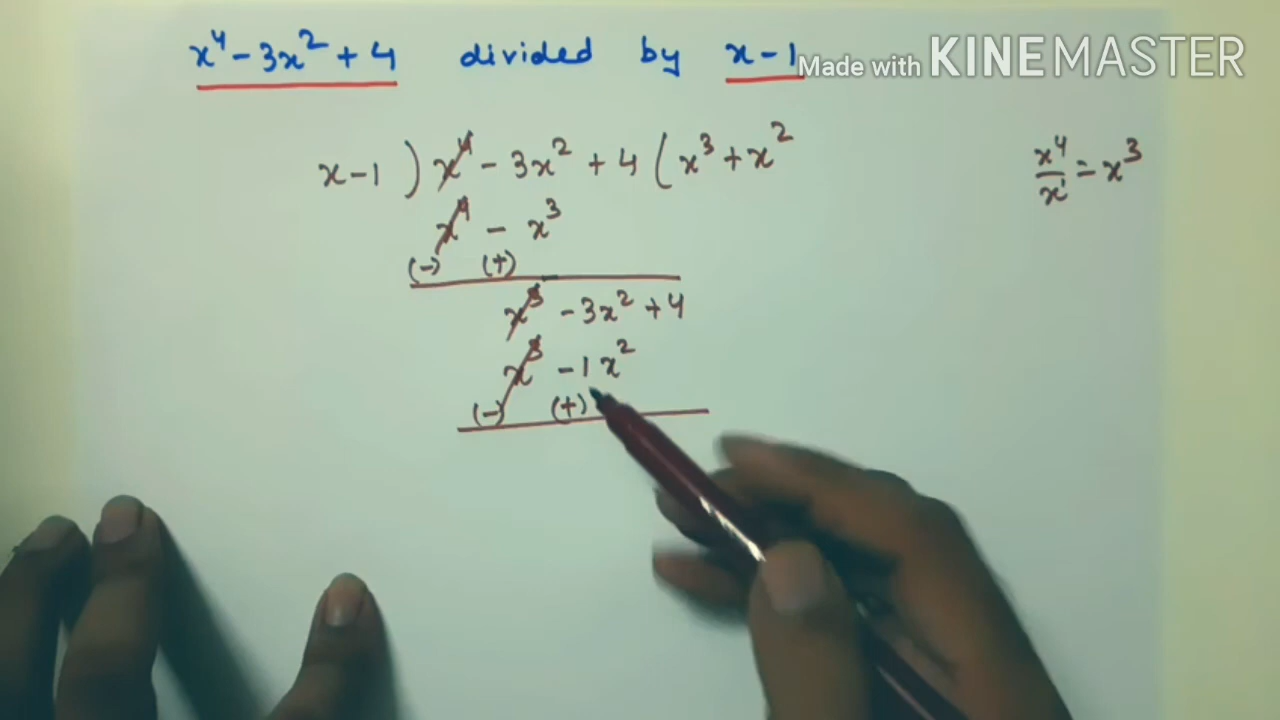 x⁴ - 3x² + 4 divided by x - 1
Made with KINEMASTER
x - 1 ) x⁴ - 3x² + 4 ( x³ + x²
x⁴/x¹ = x³
x⁴ - x³
(-) (+)
x³ - 3x² + 4
x³ - 1x²
(-) (+)